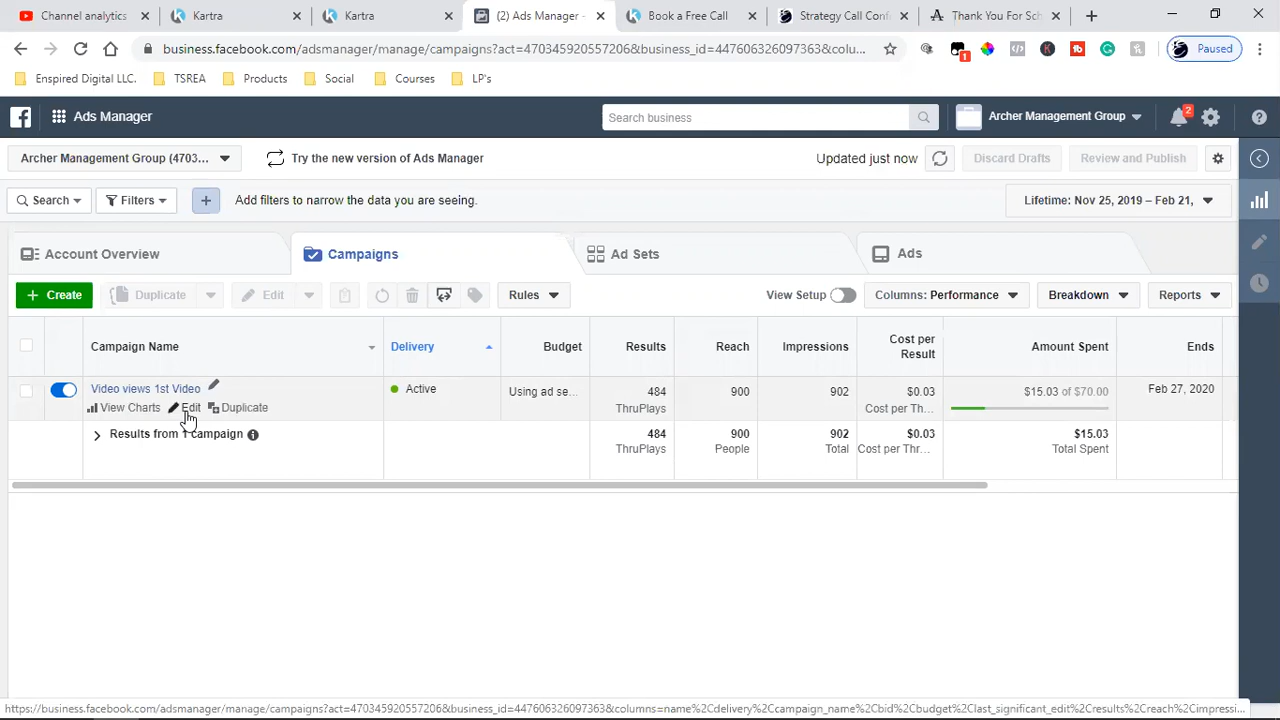 Channel analytics
Kartra
Kartra
(2) Ads Manager -
Book a Free Call
Strategy Call Conf
Thank You For Sch
business.facebook.com/adsmanager/manage/campaigns?act=470345920557206&business_id=447606326097363&colu...
1
Paused
Enspired Digital LLC.
TSREA
Products
Social
Courses
LP's
Ads Manager
Search business
Archer Management Group
2
Archer Management Group (4703...
Try the new version of Ads Manager
Updated just now
Discard Drafts
Review and Publish
Search
Filters
Add filters to narrow the data you are seeing.
Lifetime: Nov 25, 2019 – Feb 21,
Account Overview
Campaigns
Ad Sets
Ads
Create
Duplicate
Edit
Rules
View Setup
Columns: Performance
Breakdown
Reports
Campaign Name
Delivery
Budget
Results
Reach
Impressions
Cost per Result
Amount Spent
Ends
Video views 1st Video
Active
Using ad se...
484
900
902
$0.03
$15.03 of $70.00
Feb 27, 2020
View Charts
Edit
Duplicate
ThruPlays
Cost per Th...
Results from 1 campaign
484
900
902
$0.03
$15.03
ThruPlays
People
Total
Cost per Thr...
Total Spent
https://business.facebook.com/adsmanager/manage/campaigns?act=470345920557206&business_id=447606326097363&columns=name%2Cdelivery%2Ccampaign_name%2Cbid%2Cbudget%2Clast_significant_edit%2Cresults%2Creach%2Cimpressi...